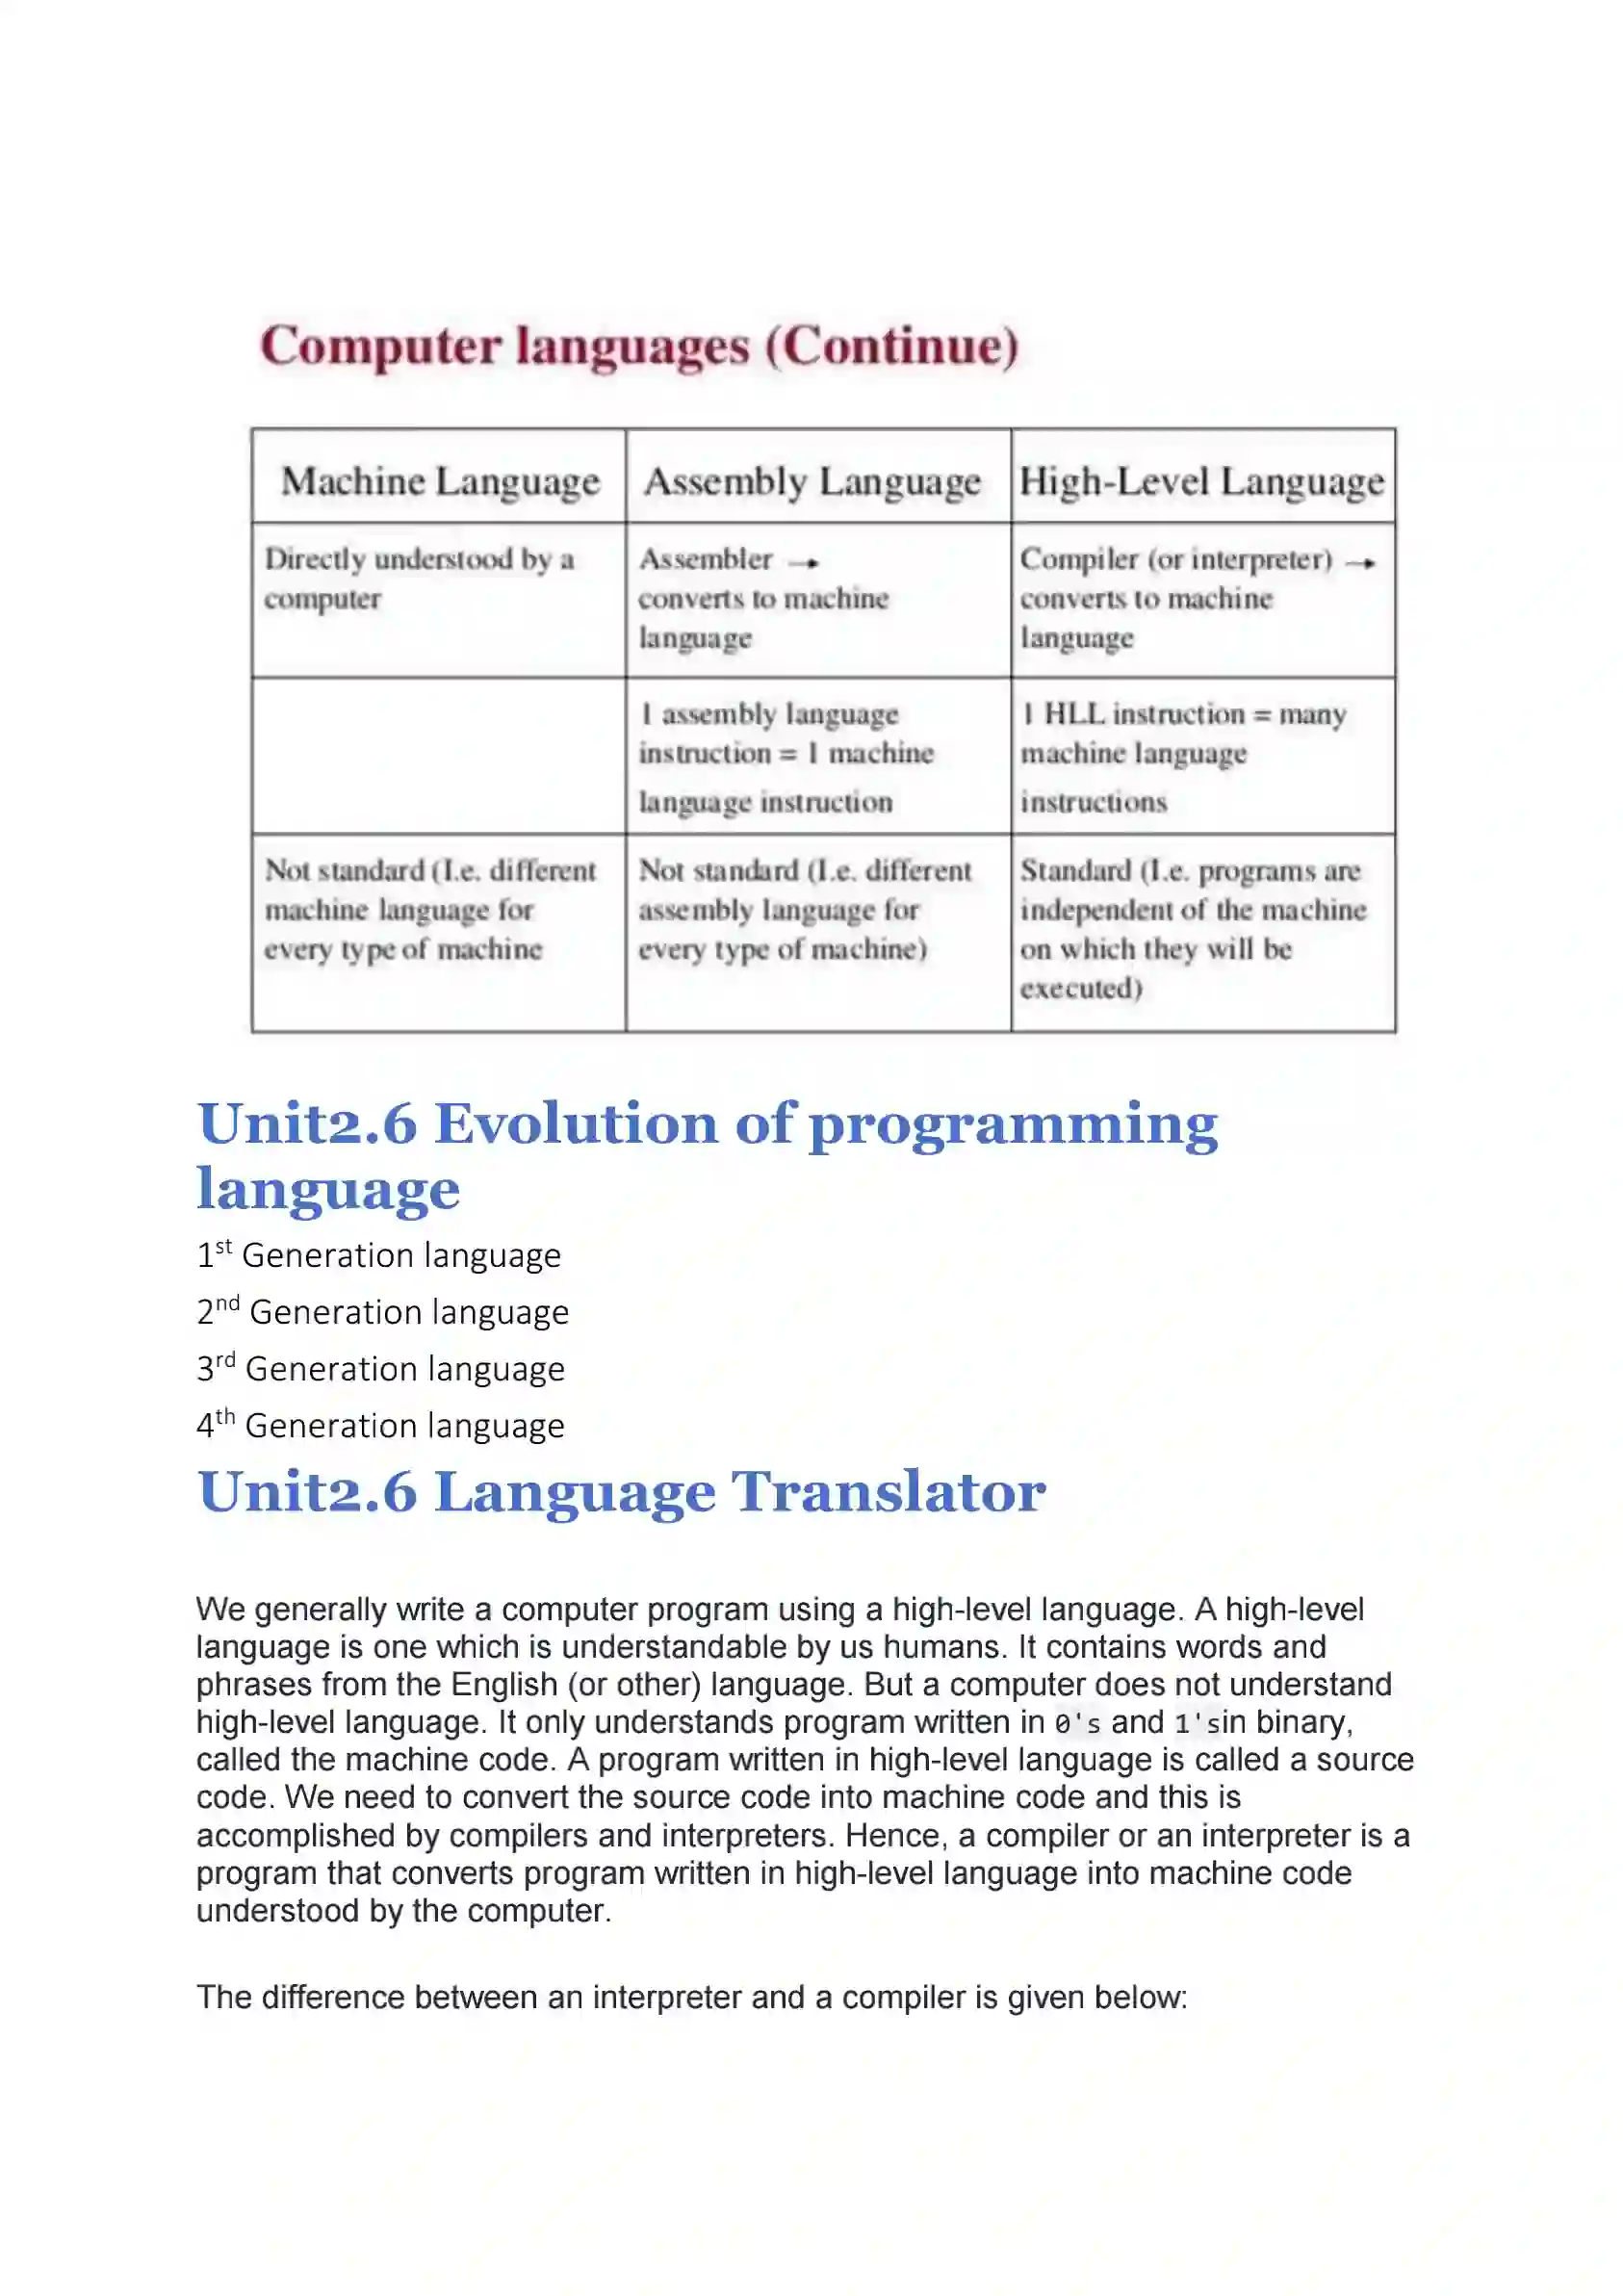 Computer languages (Continue)
Machine Language
Assembly Language
High-Level Language
Directly understood by a
computer
Assembler →
converts to machine
language
Compiler (or interpreter) →
converts to machine
language
1 assembly language
instruction = 1 machine
language instruction
1 HLL instruction = many
machine language
instructions
Not standard (I.e. different
machine language for
every type of machine
Not standard (I.e. different
assembly language for
every type of machine)
Standard (I.e. programs are
independent of the machine
on which they will be
executed)
Unit2.6 Evolution of programming
language
1st Generation language
2nd Generation language
3rd Generation language
4th Generation language
Unit2.6 Language Translator
We generally write a computer program using a high-level language. A high-level
language is one which is understandable by us humans. It contains words and
phrases from the English (or other) language. But a computer does not understand
high-level language. It only understands program written in 0's and 1'sin binary,
called the machine code. A program written in high-level language is called a source
code. We need to convert the source code into machine code and this is
accomplished by compilers and interpreters. Hence, a compiler or an interpreter is a
program that converts program written in high-level language into machine code
understood by the computer.
The difference between an interpreter and a compiler is given below: